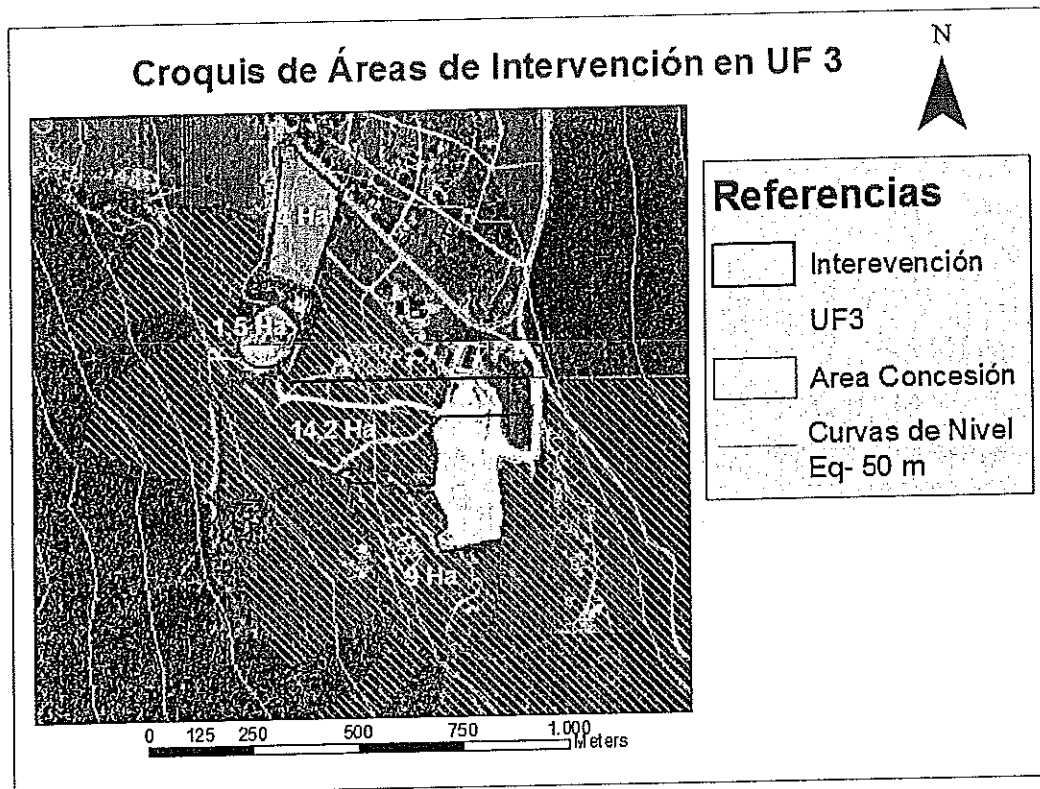 Croquis de Áreas de Intervención en UF 3
N
Ha
1.5 Ha
14.2 Ha
9 Ha
Referencias
Interevención
UF3
Area Concesión
Curvas de Nivel
Eq- 50 m
0 125 250 500 750 1.000
Meters